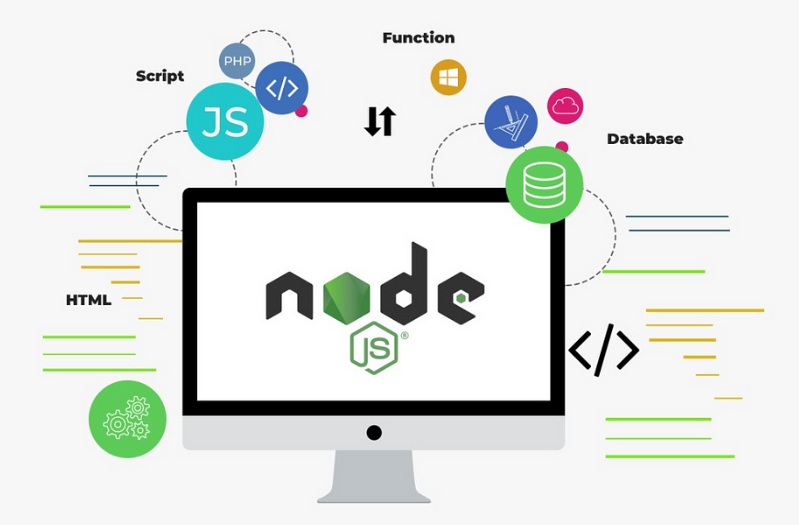 Function
PHP
Script
JS
</>
Database
node
JS®
HTML
</>